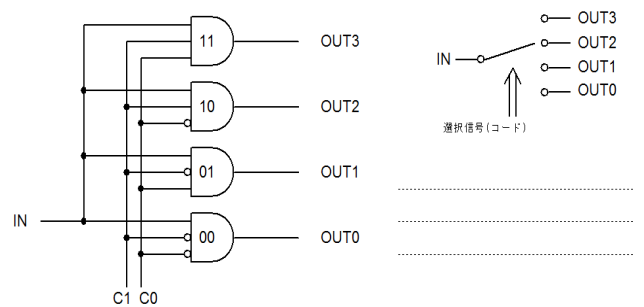 11
OUT3
10
OUT2
01
OUT1
IN
00
OUT0
C1 C0
OUT3
OUT2
IN
OUT1
OUT0
選択信号(コード)